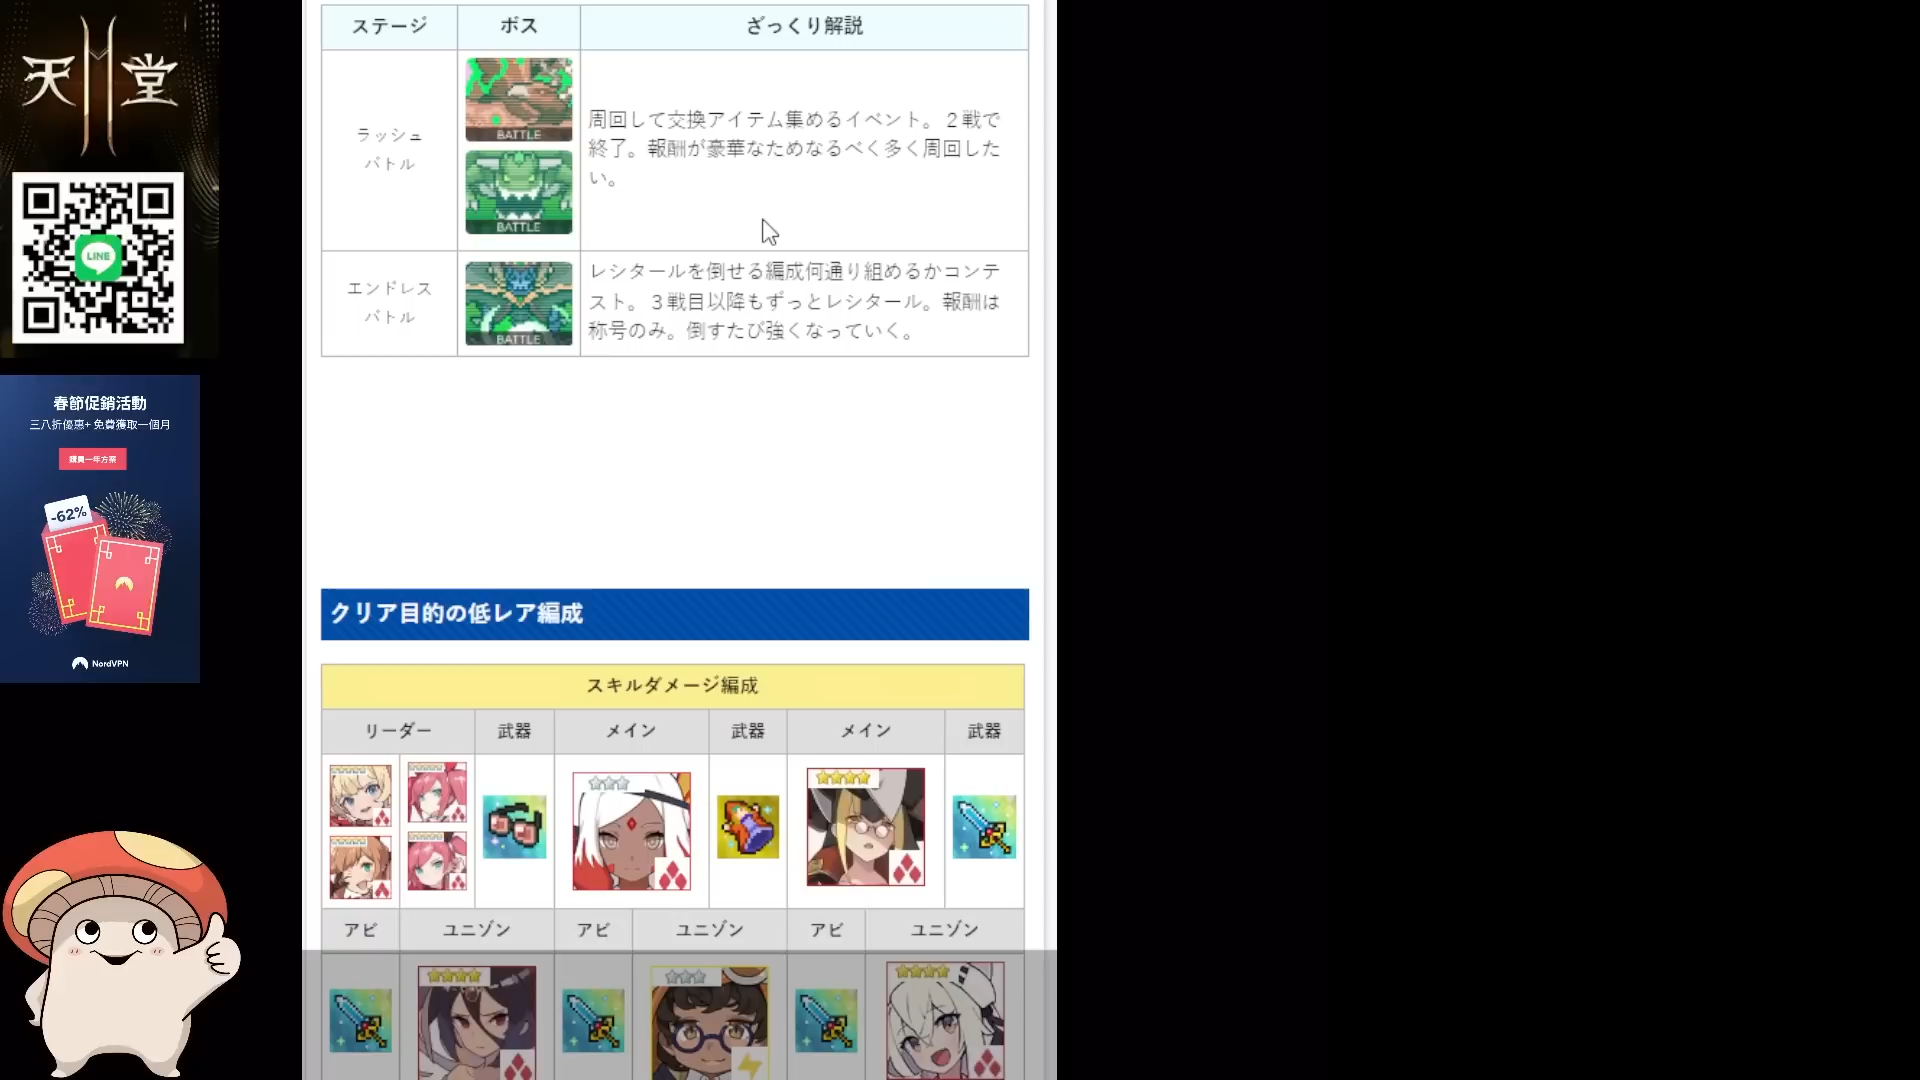 天 II 堂
LINE
春節促銷活動
三八折優惠+ 免費獲取一個月
購買一年方案
-62%
NordVPN
ステージ ボス ざっくり解説
ラッシュ
バトル
BATTLE
BATTLE
周回して交換アイテム集めるイベント。２戦で
終了。報酬が豪華なためなるべく多く周回した
い。
エンドレス
バトル
BATTLE
レシタールを倒せる編成何通り組めるかコンテ
スト。３戦目以降もずっとレシタール。報酬は
称号のみ。倒すたび強くなっていく。
クリア目的の低レア編成
スキルダメージ編成
リーダー 武器 メイン 武器 メイン 武器
アビ ユニゾン アビ ユニゾン アビ ユニゾン